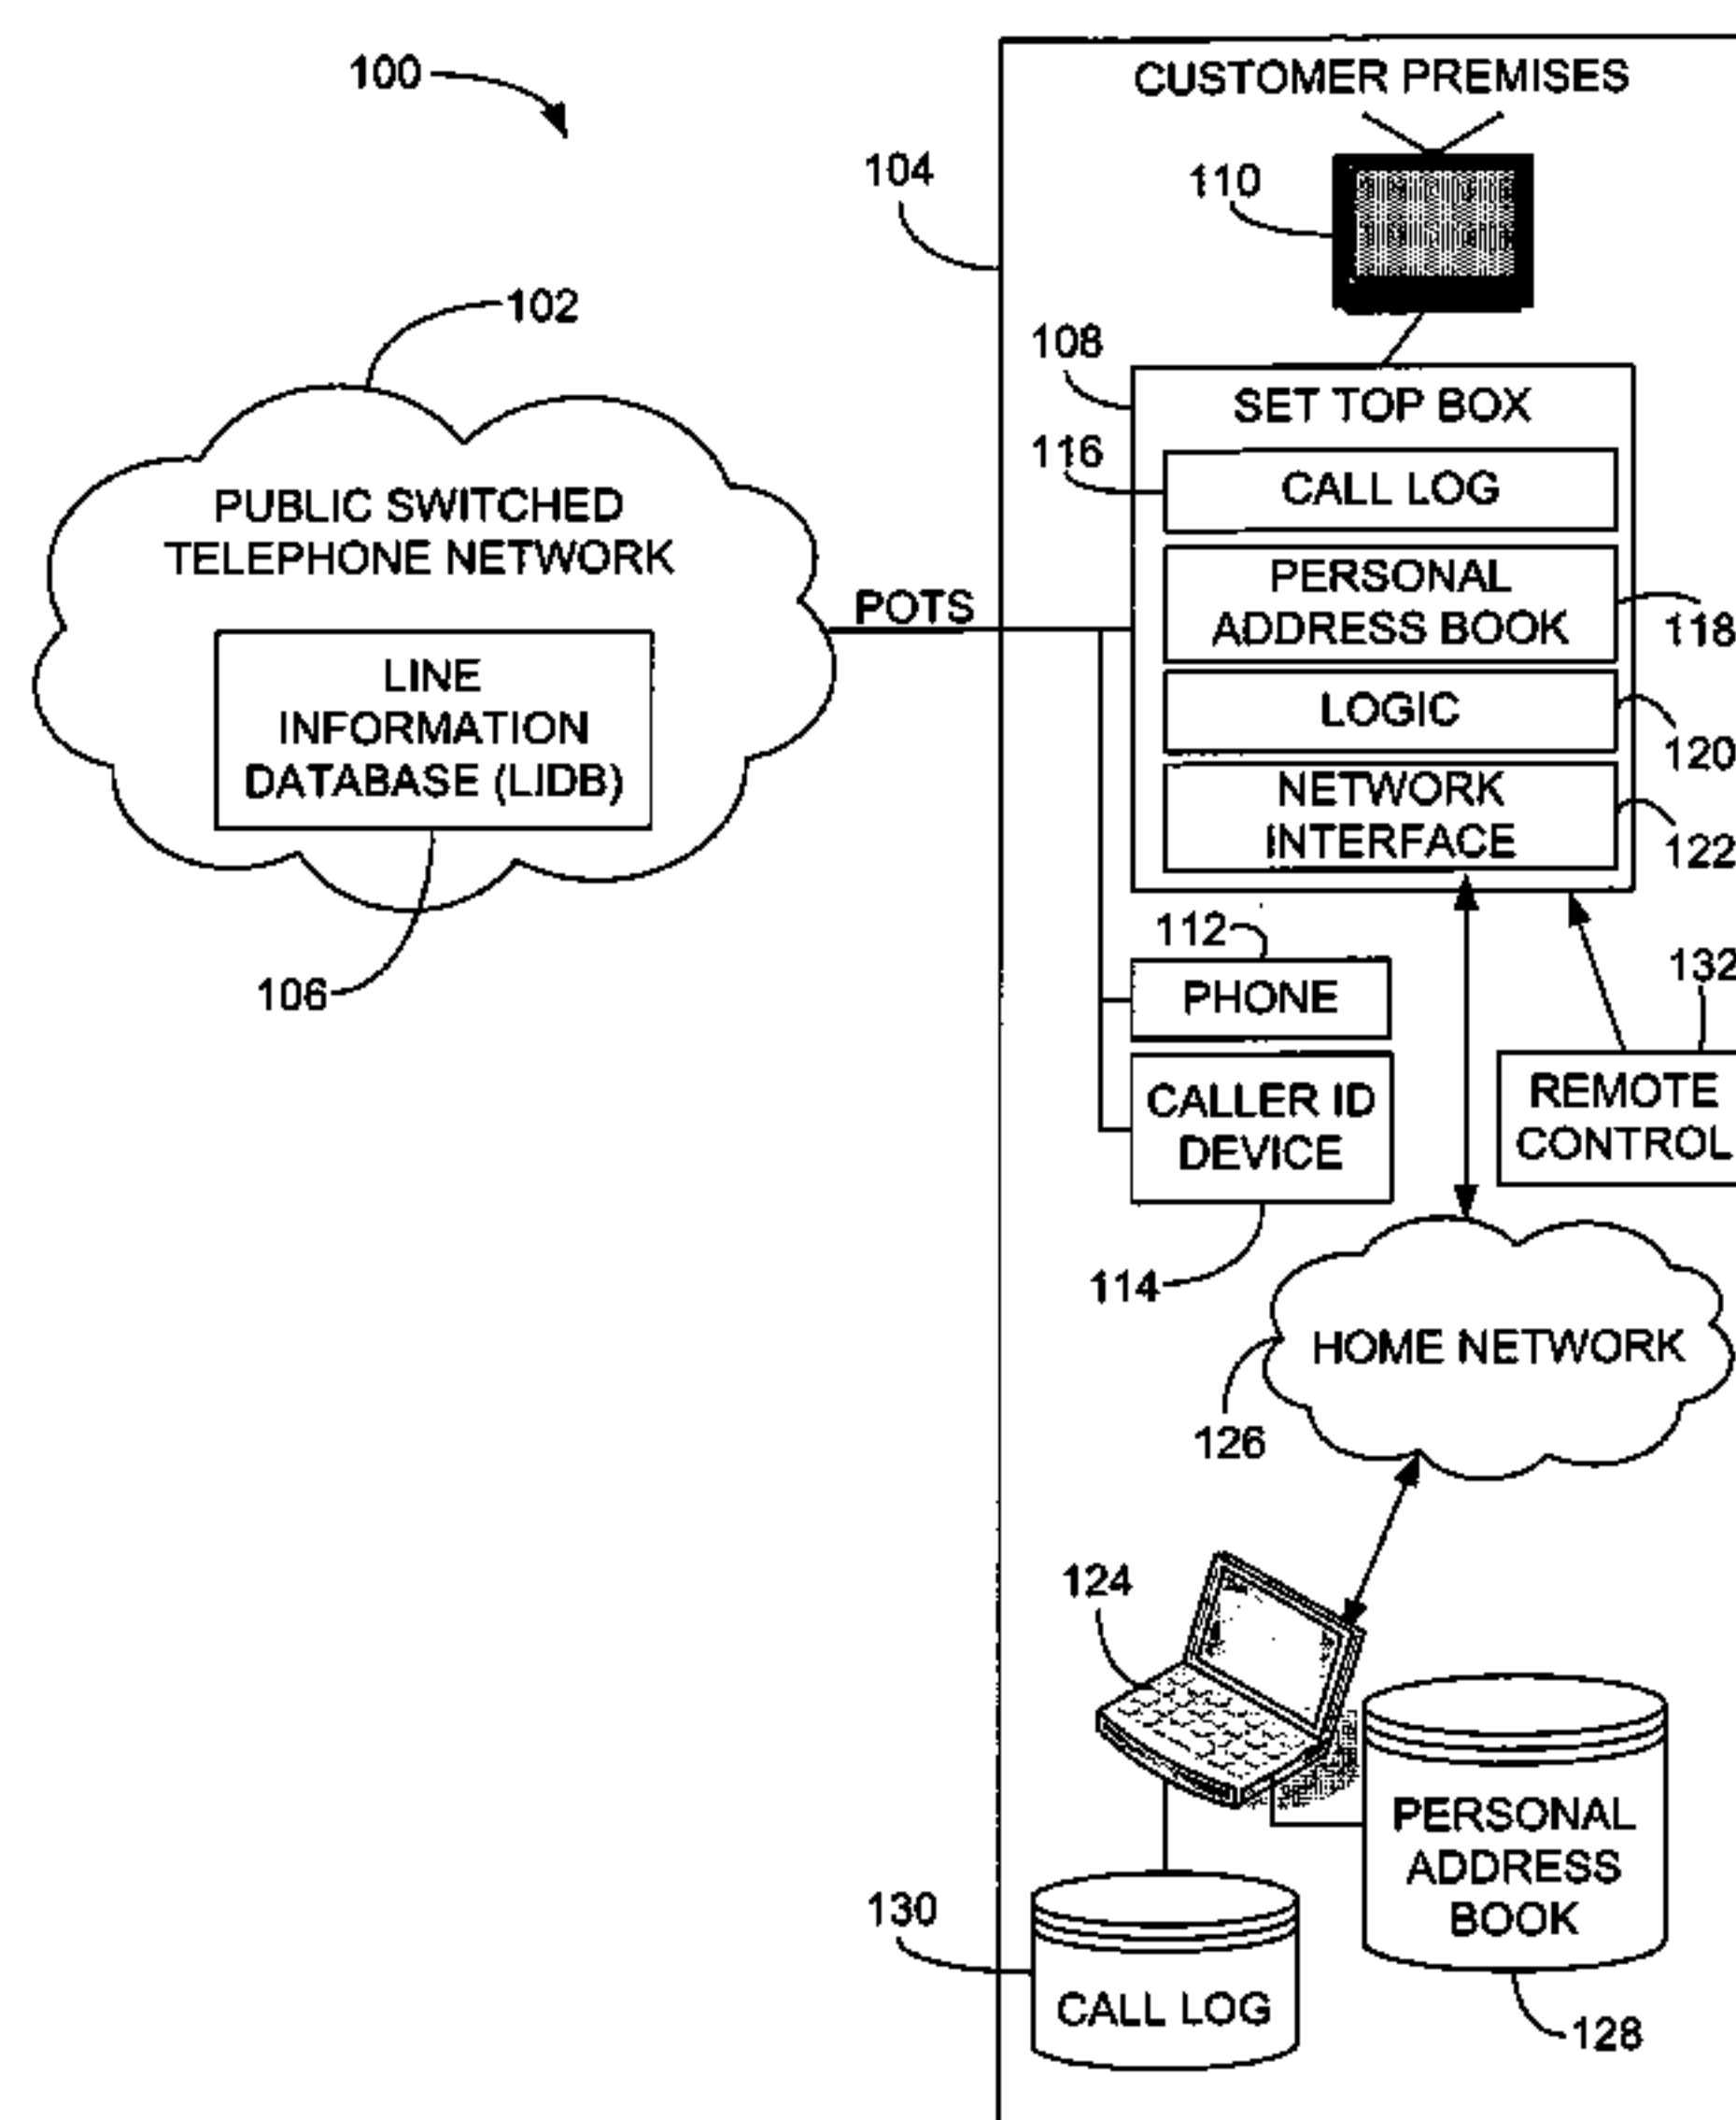 100
CUSTOMER PREMISES
104
110
102
108
SET TOP BOX
116
CALL LOG
PUBLIC SWITCHED
TELEPHONE NETWORK
PERSONAL
ADDRESS BOOK
118
POTS
LINE
INFORMATION
DATABASE (LIDB)
LOGIC
120
NETWORK
INTERFACE
122
106
112
PHONE
132
CALLER ID
DEVICE
REMOTE
CONTROL
114
HOME NETWORK
126
124
PERSONAL
ADDRESS
BOOK
130
CALL LOG
128